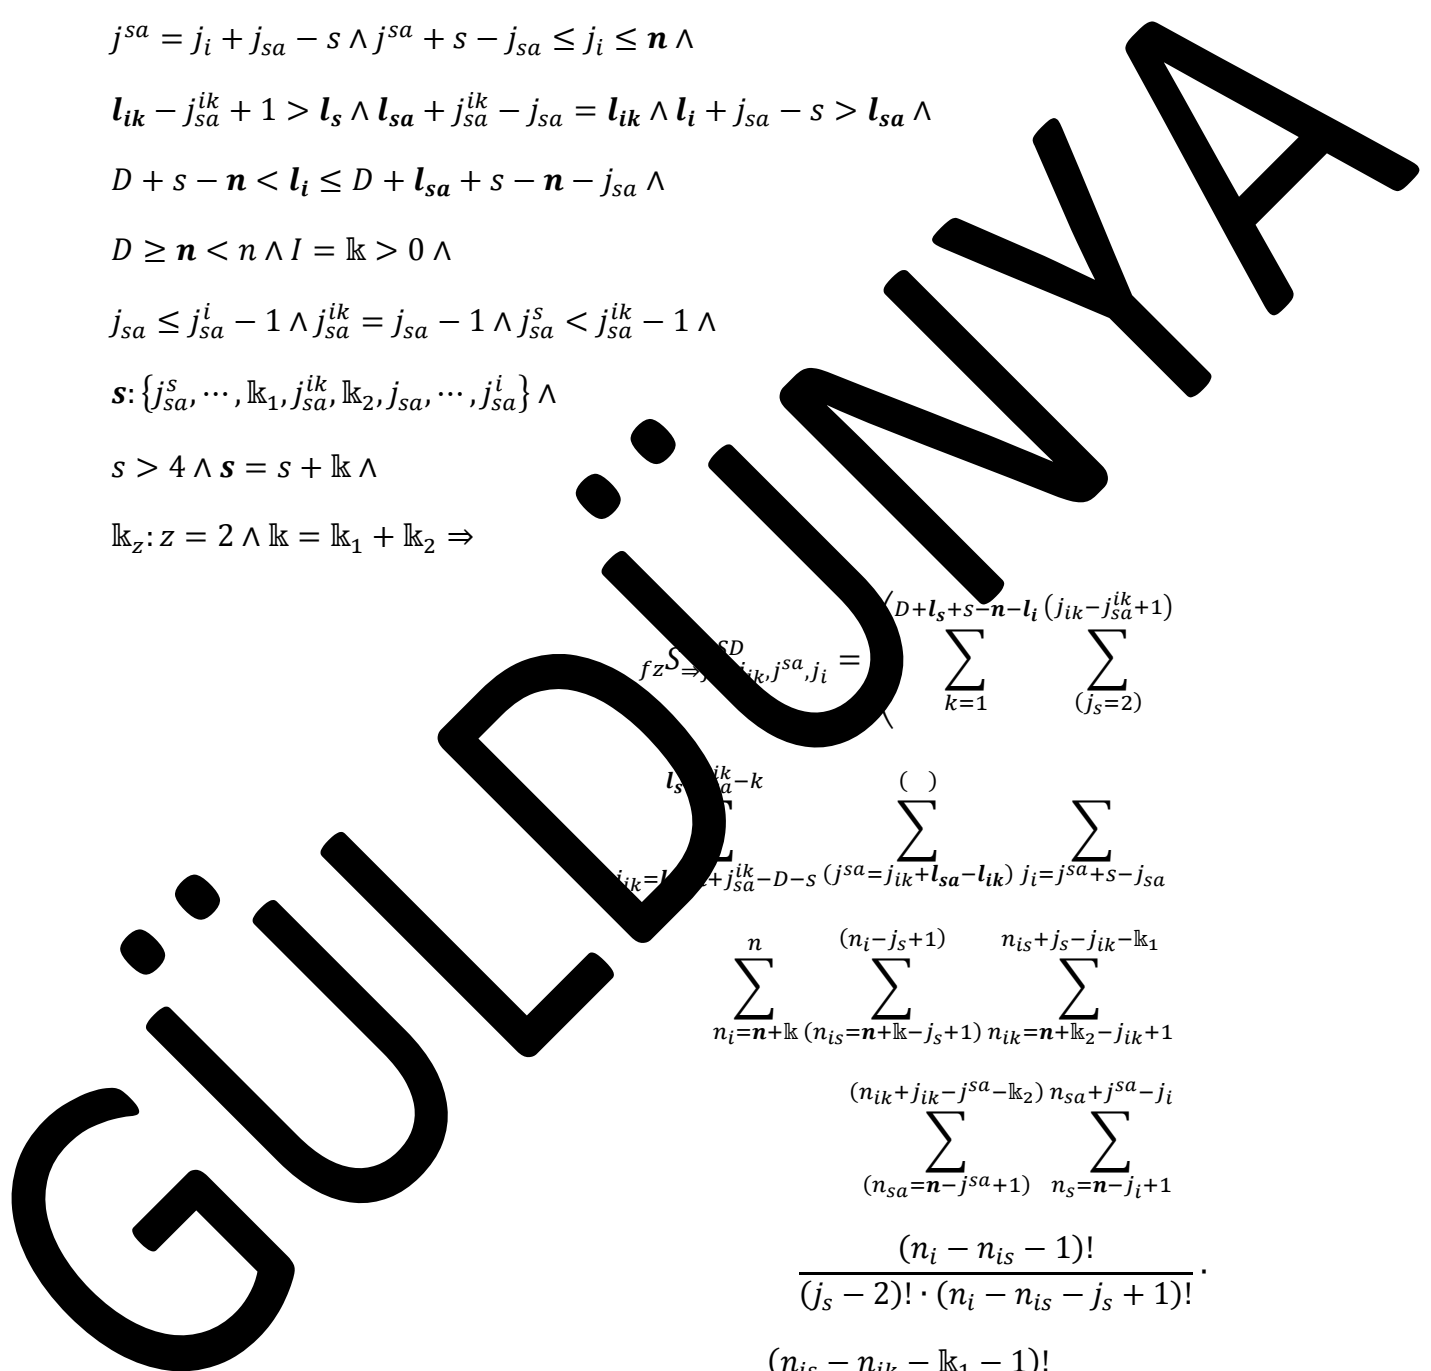 j^{sa} = j_i + j_{sa} − s ∧ j^{sa} + s − j_{sa} ≤ j_i ≤ 𝒏 ∧
𝒍_{𝒊𝒌} − j_{sa}^{ik} + 1 > 𝒍_𝒔 ∧ 𝒍_{𝒔𝒂} + j_{sa}^{ik} − j_{sa} = 𝒍_{𝒊𝒌} ∧ 𝒍_𝒊 + j_{sa} − s > 𝒍_{𝒔𝒂} ∧
D + s − 𝒏 < 𝒍_𝒊 ≤ D + 𝒍_{𝒔𝒂} + s − 𝒏 − j_{sa} ∧
D ≥ 𝒏 < n ∧ I = 𝕜 > 0 ∧
j_{sa} ≤ j_{sa}^{i} − 1 ∧ j_{sa}^{ik} = j_{sa} − 1 ∧ j_{sa}^{s} < j_{sa}^{ik} − 1 ∧
𝒔: {j_{sa}^{s}, ⋯, 𝕜_1, j_{sa}^{ik}, 𝕜_2, j_{sa}, ⋯, j_{sa}^{i}} ∧
s > 4 ∧ 𝒔 = s + 𝕜 ∧
𝕜_z: z = 2 ∧ 𝕜 = 𝕜_1 + 𝕜_2 ⇒
∑_{k=1}^{D+𝒍_𝒔+s−𝒏−𝒍_𝒊} ∑_{(j_s=2)}^{(j_{ik}−j_{sa}^{ik}+1)}
∑_{(j^{sa}=j_{ik}+𝒍_{𝒔𝒂}−𝒍_{𝒊𝒌})}^{( )} ∑_{j_i=j^{sa}+s−j_{sa}}
∑_{n_i=𝒏+𝕜}^{n} ∑_{(n_{is}=𝒏+𝕜−j_s+1)}^{(n_i−j_s+1)} ∑_{n_{ik}=𝒏+𝕜_2−j_{ik}+1}^{n_{is}+j_s−j_{ik}−𝕜_1}
∑_{(n_{sa}=𝒏−j^{sa}+1)}^{(n_{ik}+j_{ik}−j^{sa}−𝕜_2)} ∑_{n_s=𝒏−j_i+1}^{n_{sa}+j^{sa}−j_i}
(n_i − n_{is} − 1)!
(j_s − 2)! · (n_i − n_{is} − j_s + 1)! ·
(n_{is} − n_{ik} − 𝕜_1 − 1)!
GÜLDÜNYA